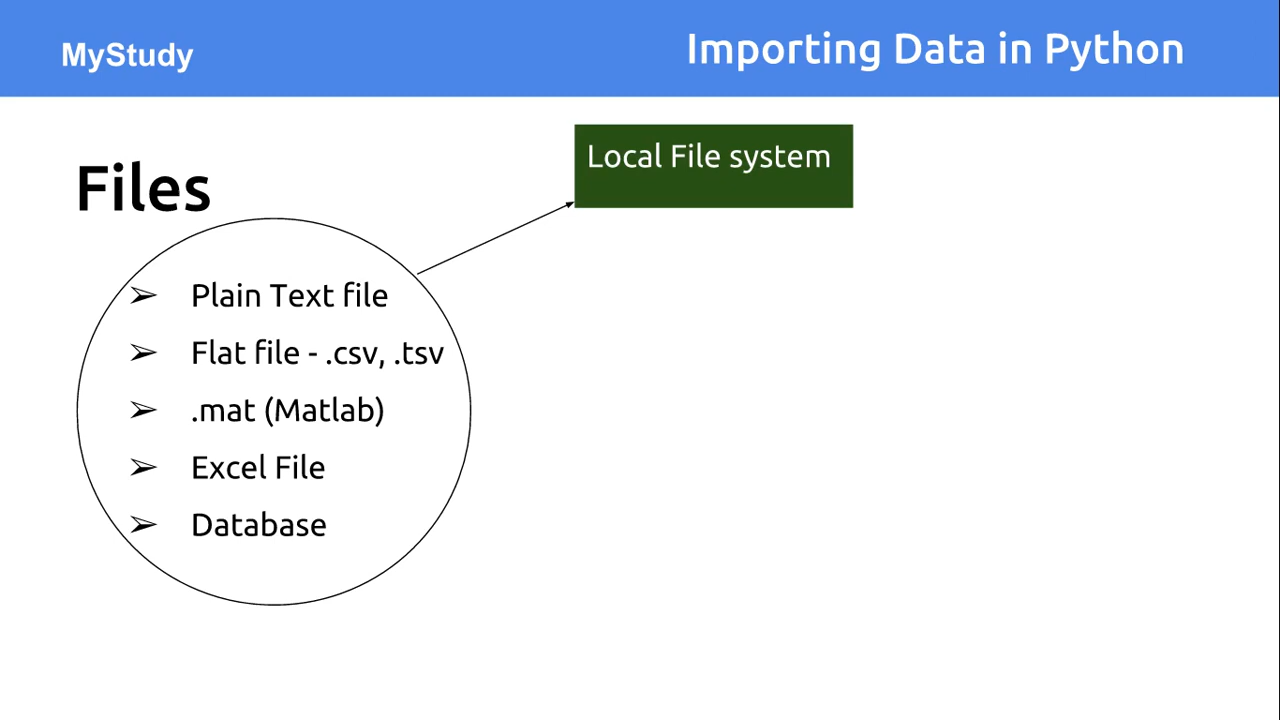 MyStudy
Importing Data in Python
Local File system
Files
➢ Plain Text file
➢ Flat file - .csv, .tsv
➢ .mat (Matlab)
➢ Excel File
➢ Database